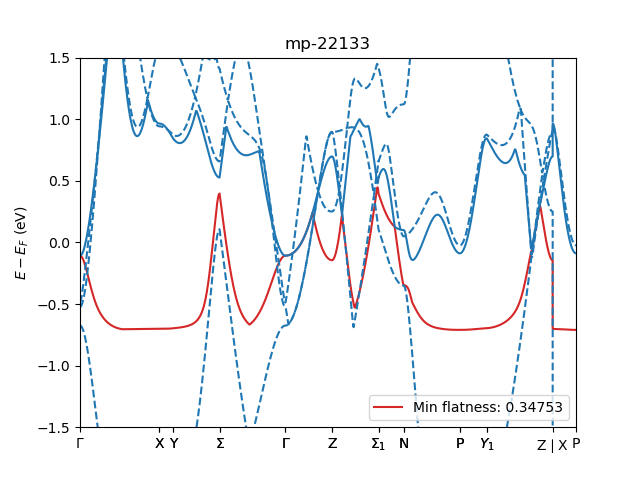 mp-22133
E − E_F (eV)
1.5
1.0
0.5
0.0
−0.5
−1.0
−1.5
Min flatness: 0.34753
Γ X Y Σ Γ Z Σ₁ N P Y₁ Z | X P